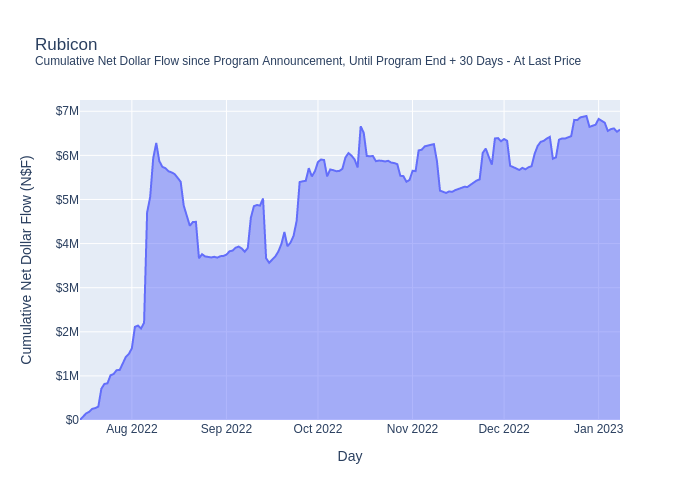 Rubicon
Cumulative Net Dollar Flow since Program Announcement, Until Program End + 30 Days - At Last Price
$7M
$6M
$5M
$4M
$3M
$2M
$1M
$0
Cumulative Net Dollar Flow (N$F)
Aug 2022
Sep 2022
Oct 2022
Nov 2022
Dec 2022
Jan 2023
Day